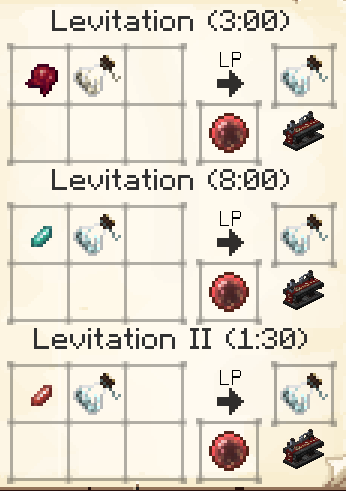 Levitation (3:00)
LP
Levitation (8:00)
LP
Levitation II (1:30)
LP